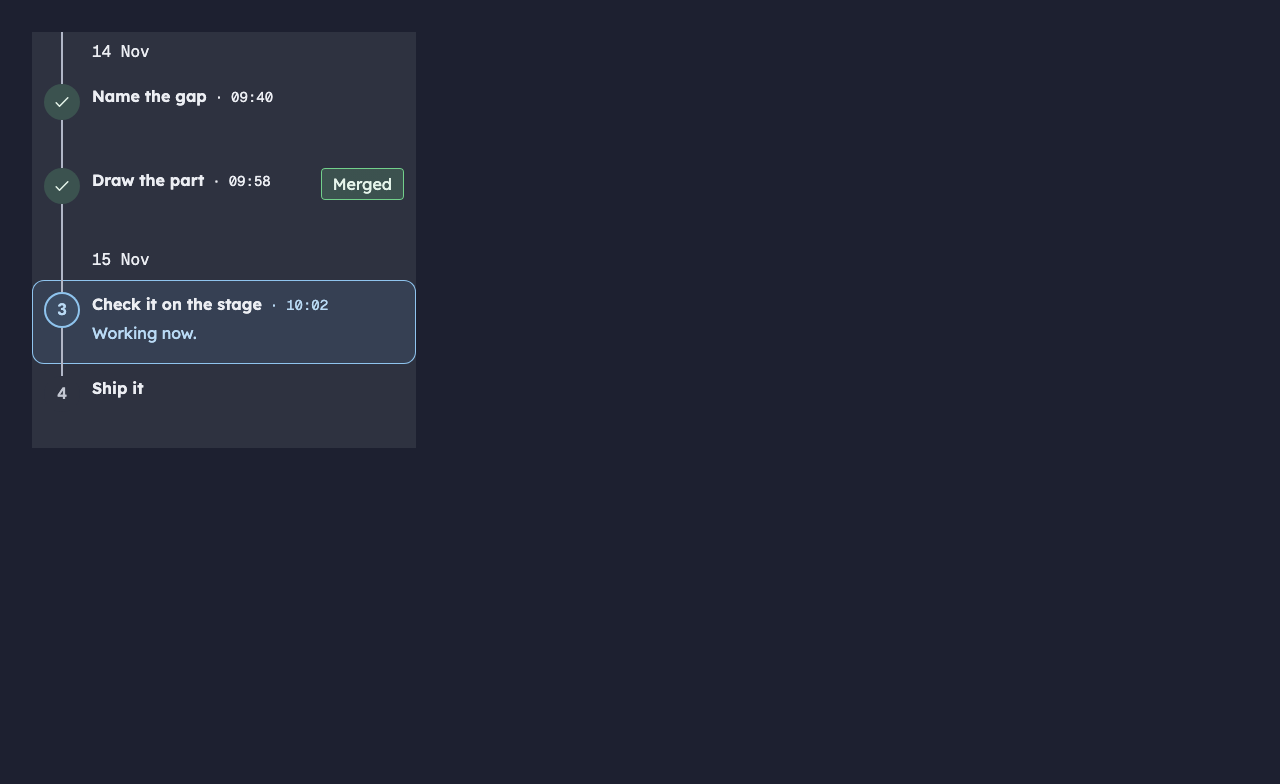 14 Nov
Name the gap · 09:40
Draw the part · 09:58 Merged
15 Nov
3 Check it on the stage · 10:02
Working now.
4 Ship it